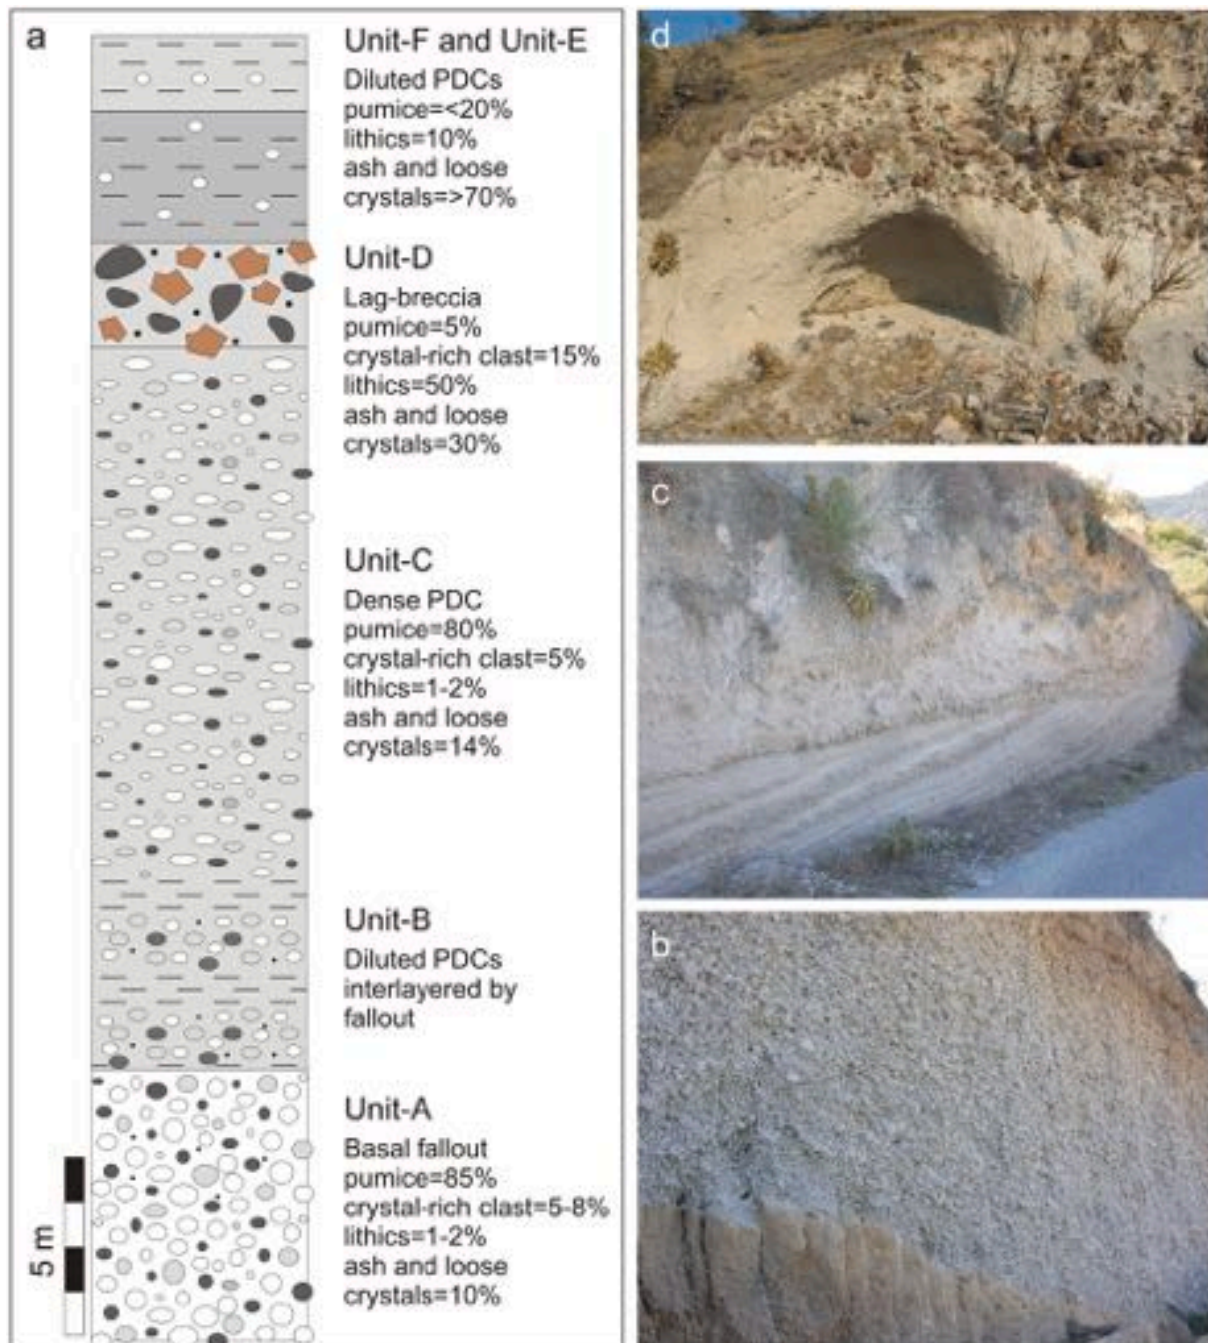 a
Unit-F and Unit-E
Diluted PDCs
pumice=<20%
lithics=10%
ash and loose
crystals=>70%
Unit-D
Lag-breccia
pumice=5%
crystal-rich clast=15%
lithics=50%
ash and loose
crystals=30%
Unit-C
Dense PDC
pumice=80%
crystal-rich clast=5%
lithics=1-2%
ash and loose
crystals=14%
Unit-B
Diluted PDCs
interlayered by
fallout
Unit-A
Basal fallout
pumice=85%
crystal-rich clast=5-8%
lithics=1-2%
ash and loose
crystals=10%
5 m
d
c
b